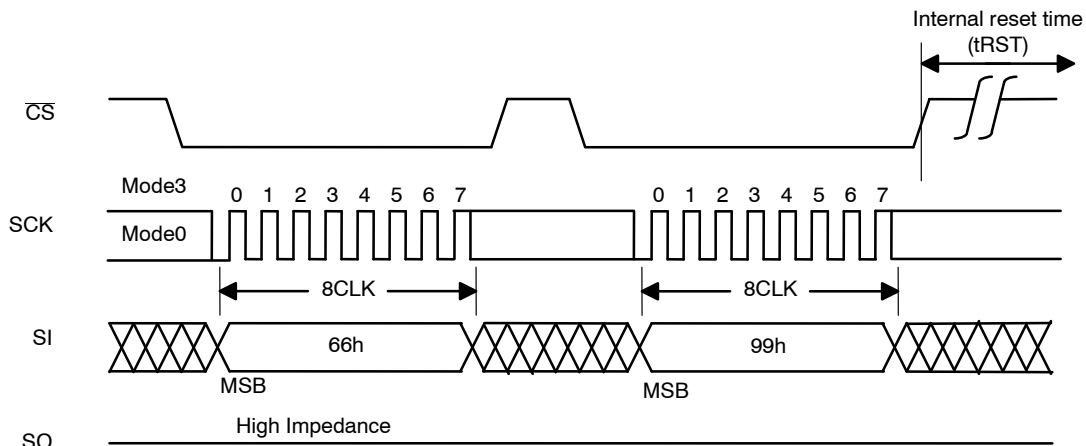 Internal reset time
(tRST)
CS
Mode3
0 1 2 3 4 5 6 7
0 1 2 3 4 5 6 7
SCK
Mode0
8CLK
8CLK
SI
66h
99h
MSB
MSB
High Impedance
SO